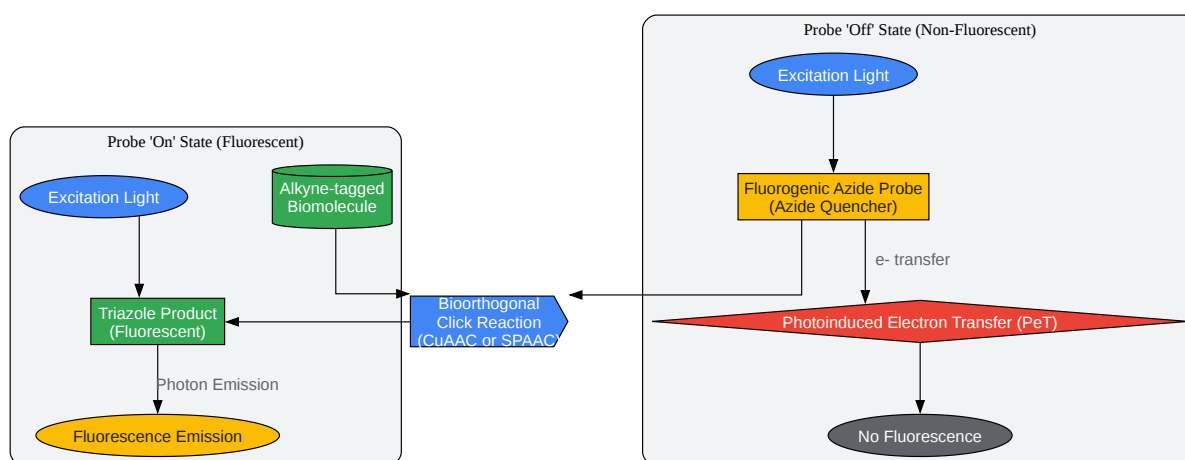 Probe 'Off' State (Non-Fluorescent)
Excitation Light
Fluorogenic Azide Probe
(Azide Quencher)
e- transfer
Photoinduced Electron Transfer (PeT)
No Fluorescence
Probe 'On' State (Fluorescent)
Excitation Light
Alkyne-tagged
Biomolecule
Bioorthogonal
Click Reaction
(CuAAC or SPAAC)
Triazole Product
(Fluorescent)
Photon Emission
Fluorescence Emission